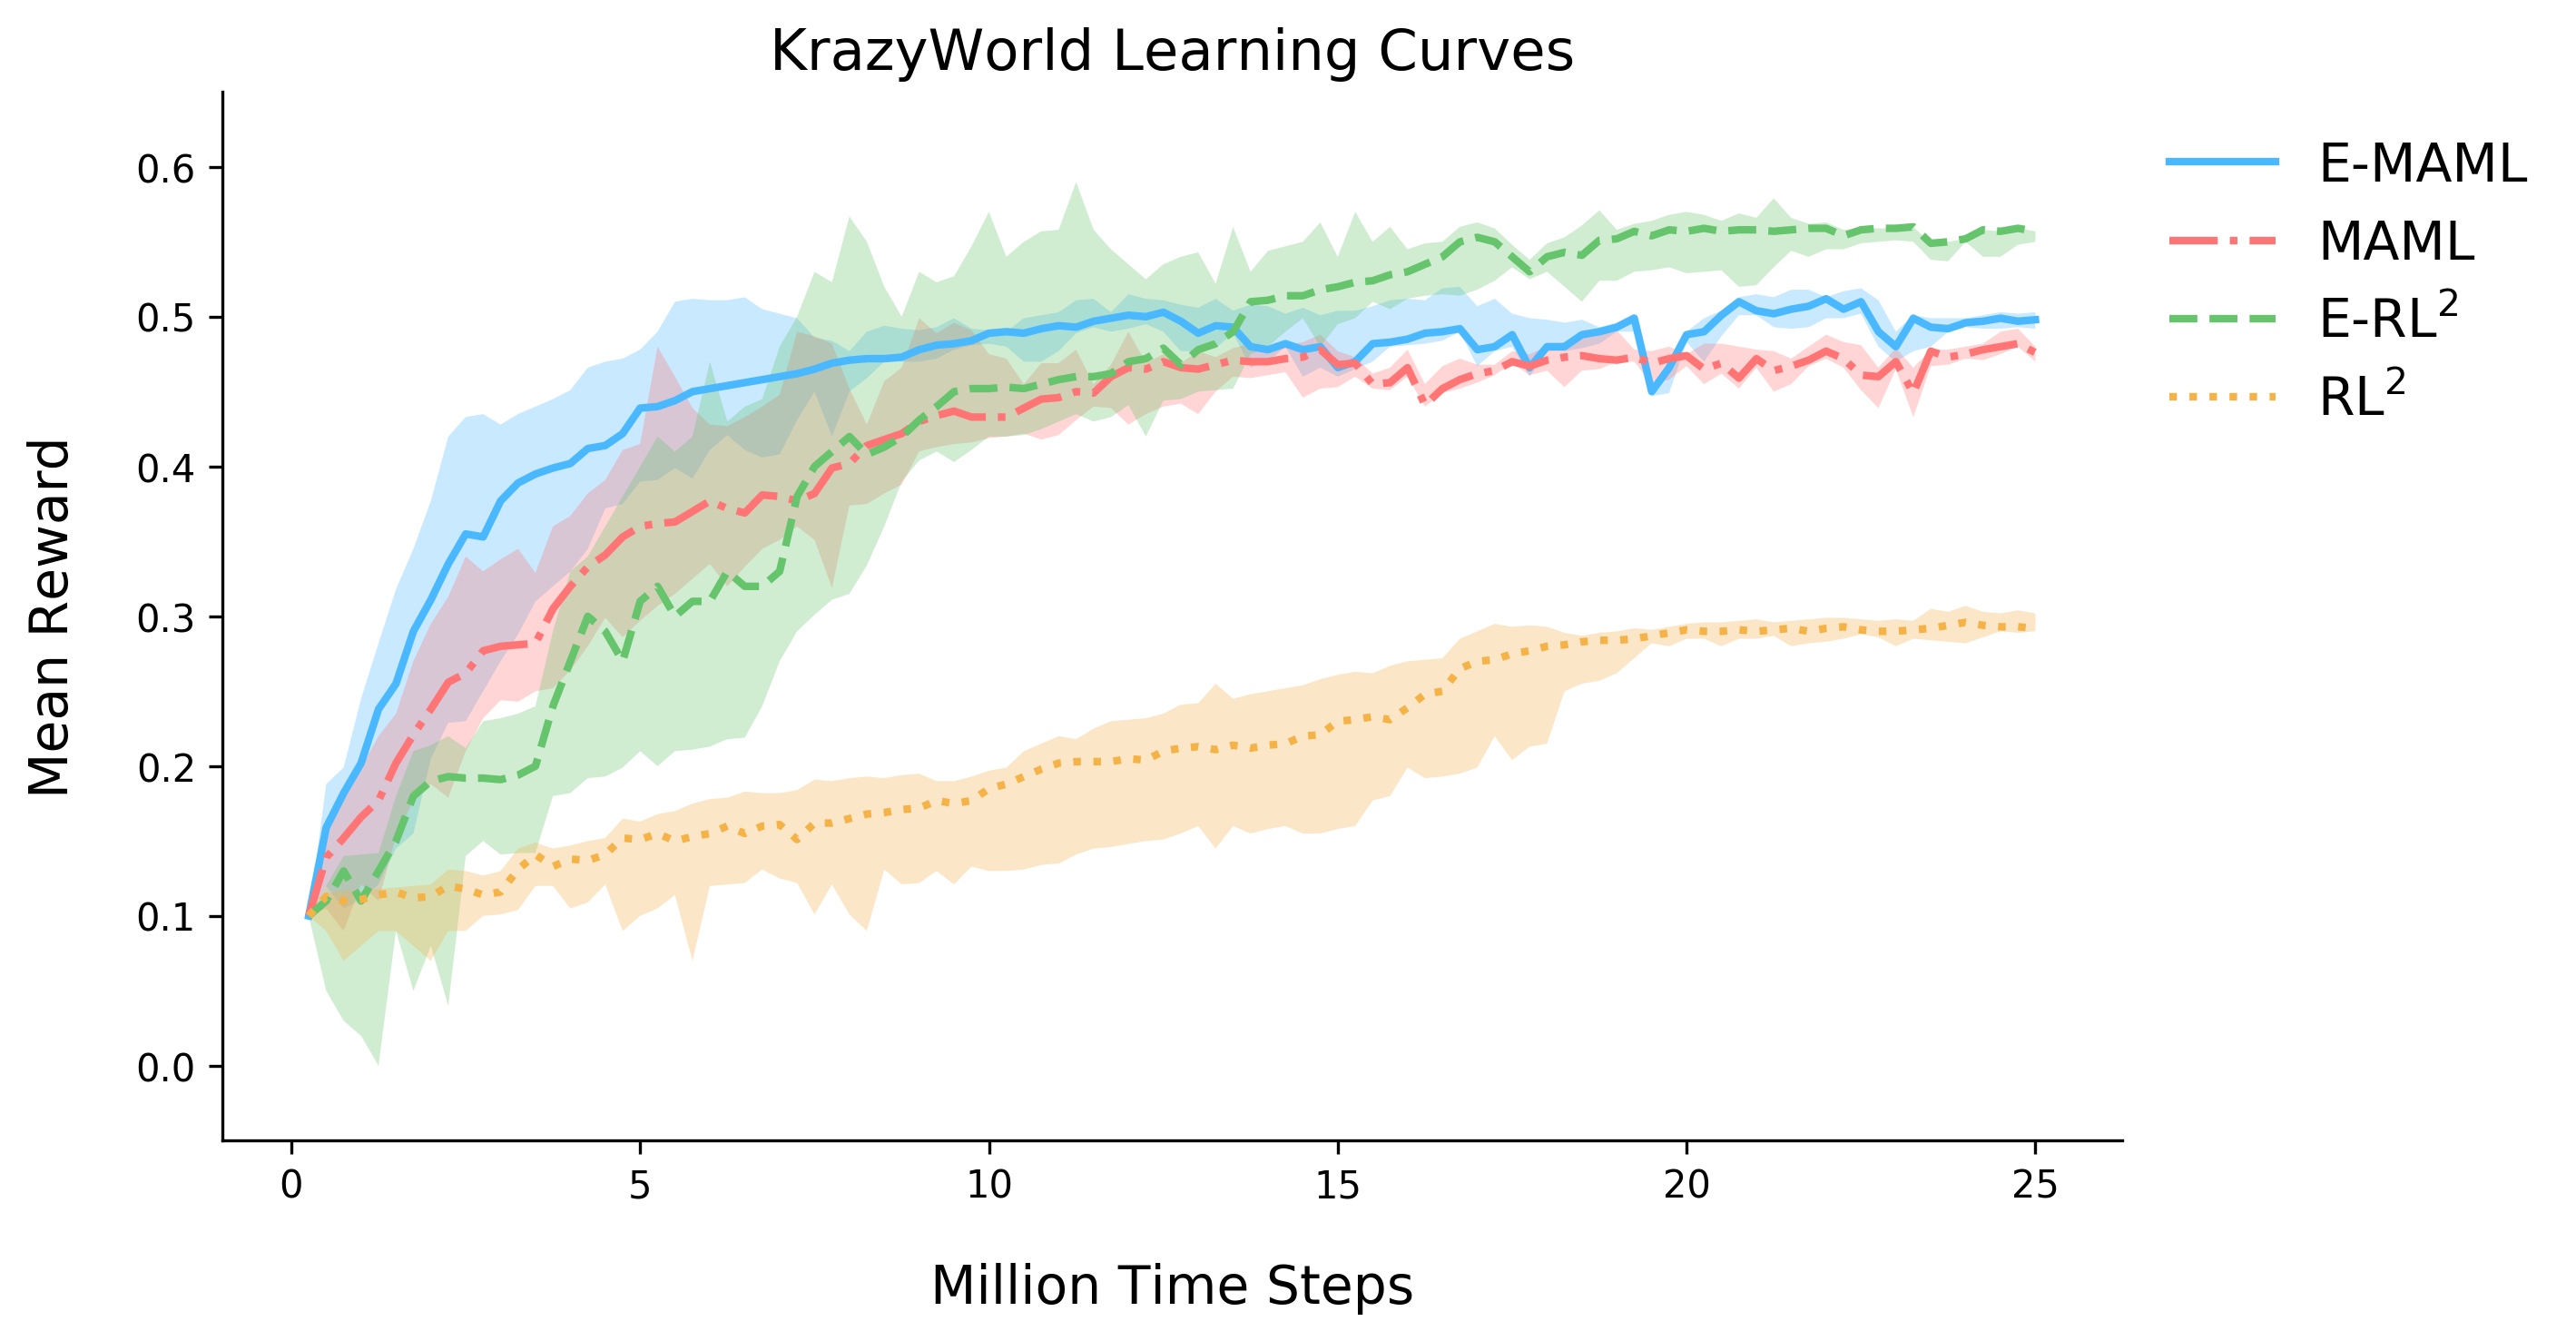 KrazyWorld Learning Curves
E-MAML
MAML
E-RL²
RL²
Mean Reward
0.6
0.5
0.4
0.3
0.2
0.1
0.0
0 5 10 15 20 25
Million Time Steps